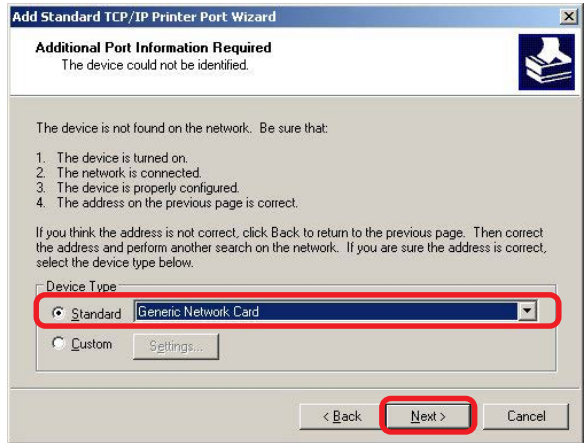 Add Standard TCP/IP Printer Port Wizard
Additional Port Information Required
The device could not be identified.
The device is not found on the network. Be sure that:
1. The device is turned on.
2. The network is connected.
3. The device is properly configured.
4. The address on the previous page is correct.
If you think the address is not correct, click Back to return to the previous page. Then correct
the address and perform another search on the network. If you are sure the address is correct,
select the device type below.
Device Type
Standard Generic Network Card
Custom Settings...
< Back Next > Cancel